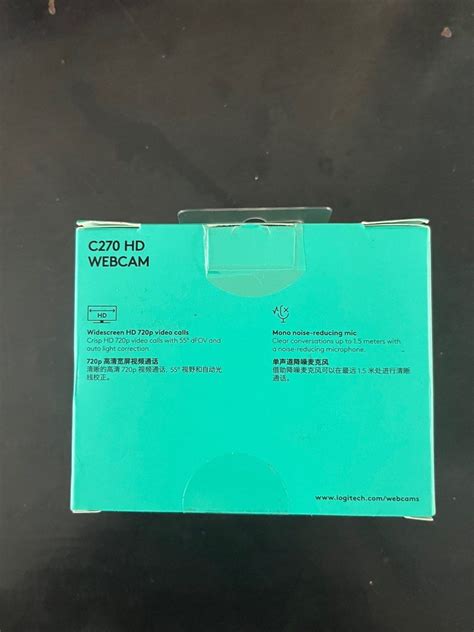 C270 HD
WEBCAM
HD
Widescreen HD 720p video calls
Crisp HD 720p video calls with 55° dFOV and
auto light correction.
720p 高清宽屏视频通话
清晰的高清 720p 视频通话, 55° 视野和自动光
线校正。
Mono noise-reducing mic
Clear conversations up to 1.5 meters with
a noise-reducing microphone.
单声道降噪麦克风
借助降噪麦克风可以在最远 1.5 米处进行清晰
通话。
www.logitech.com/webcams